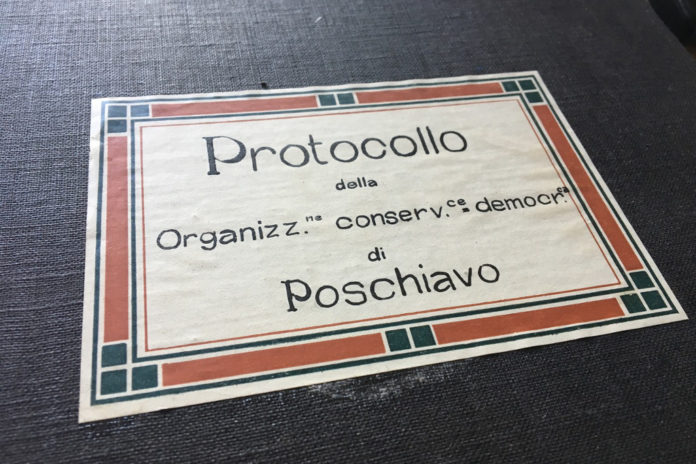 Protocollo
della
Organizz.ne conserv.ce=democr.ca
di
Poschiavo